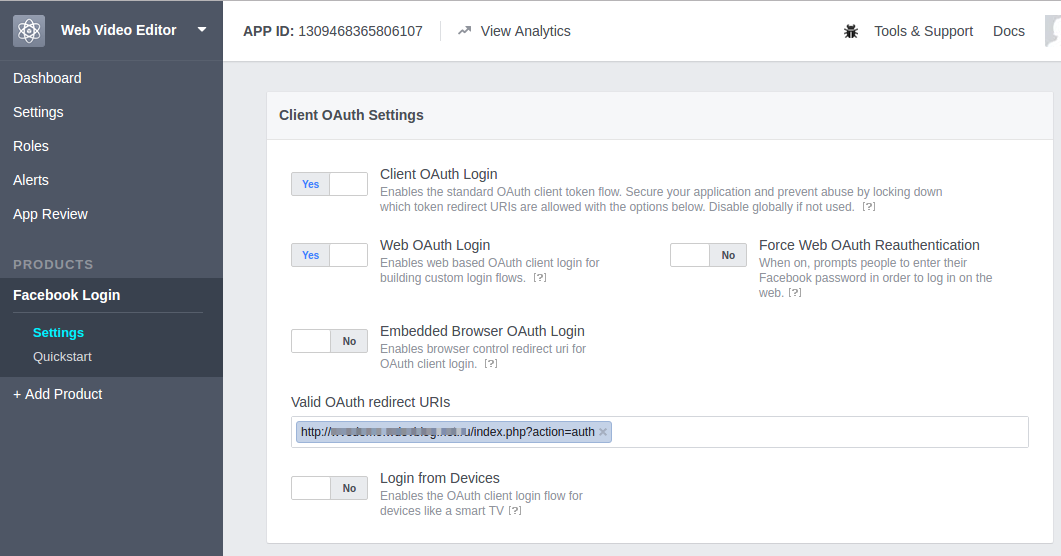 Web Video Editor
APP ID: 1309468365806107
View Analytics
Tools & Support
Docs
Dashboard
Settings
Roles
Alerts
App Review
PRODUCTS
Facebook Login
Settings
Quickstart
+ Add Product
Client OAuth Settings
Yes
Client OAuth Login
Enables the standard OAuth client token flow. Secure your application and prevent abuse by locking down
which token redirect URIs are allowed with the options below. Disable globally if not used. [?]
Yes
Web OAuth Login
Enables web based OAuth client login for
building custom login flows. [?]
No
Force Web OAuth Reauthentication
When on, prompts people to enter their
Facebook password in order to log in on the
web. [?]
No
Embedded Browser OAuth Login
Enables browser control redirect uri for
OAuth client login. [?]
Valid OAuth redirect URIs
http:// /index.php?action=auth ×
No
Login from Devices
Enables the OAuth client login flow for
devices like a smart TV [?]